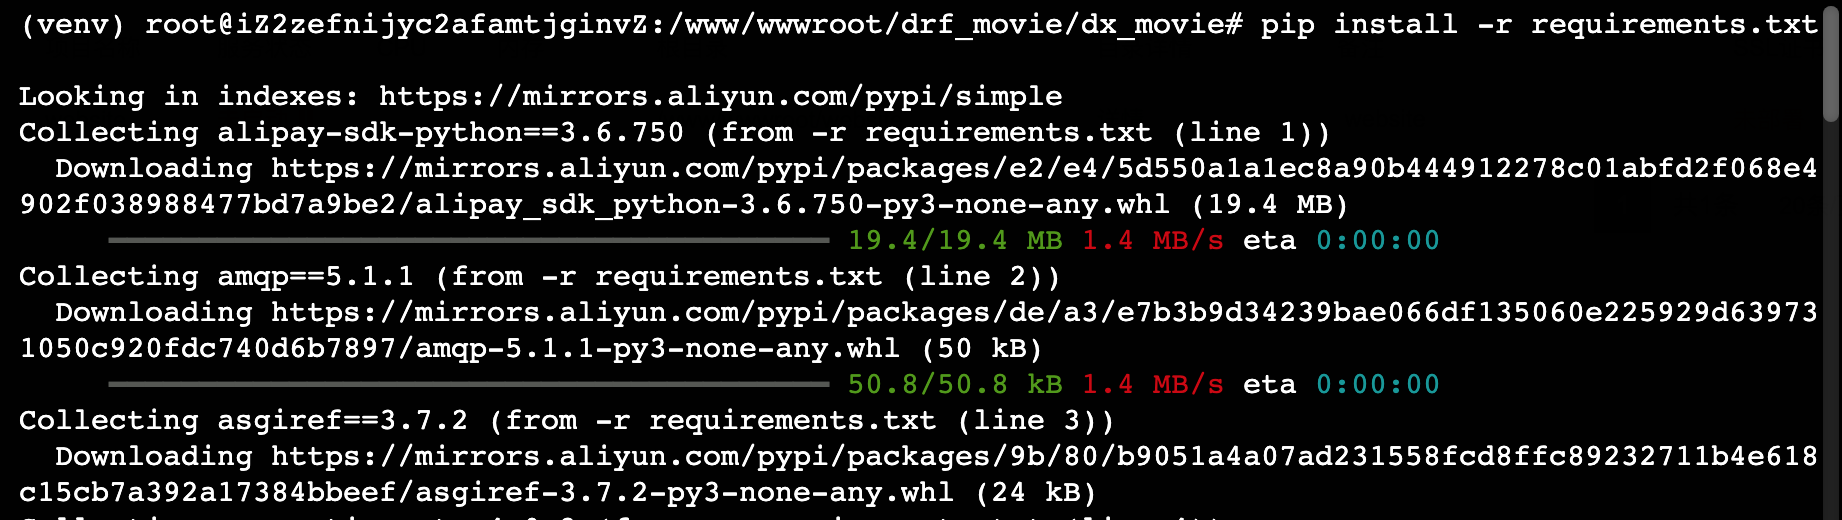 (venv) root@iZ2zefnijyc2afamtjginvZ:/www/wwwroot/drf_movie/dx_movie# pip install -r requirements.txt
Looking in indexes: https://mirrors.aliyun.com/pypi/simple
Collecting alipay-sdk-python==3.6.750 (from -r requirements.txt (line 1))
Downloading https://mirrors.aliyun.com/pypi/packages/e2/e4/5d550a1a1ec8a90b444912278c01abfd2f068e4
902f038988477bd7a9be2/alipay_sdk_python-3.6.750-py3-none-any.whl (19.4 MB)
19.4/19.4 MB 1.4 MB/s eta 0:00:00
Collecting amqp==5.1.1 (from -r requirements.txt (line 2))
Downloading https://mirrors.aliyun.com/pypi/packages/de/a3/e7b3b9d34239bae066df135060e225929d63973
1050c920fdc740d6b7897/amqp-5.1.1-py3-none-any.whl (50 kB)
50.8/50.8 kB 1.4 MB/s eta 0:00:00
Collecting asgiref==3.7.2 (from -r requirements.txt (line 3))
Downloading https://mirrors.aliyun.com/pypi/packages/9b/80/b9051a4a07ad231558fcd8ffc89232711b4e618
c15cb7a392a17384bbeef/asgiref-3.7.2-py3-none-any.whl (24 kB)